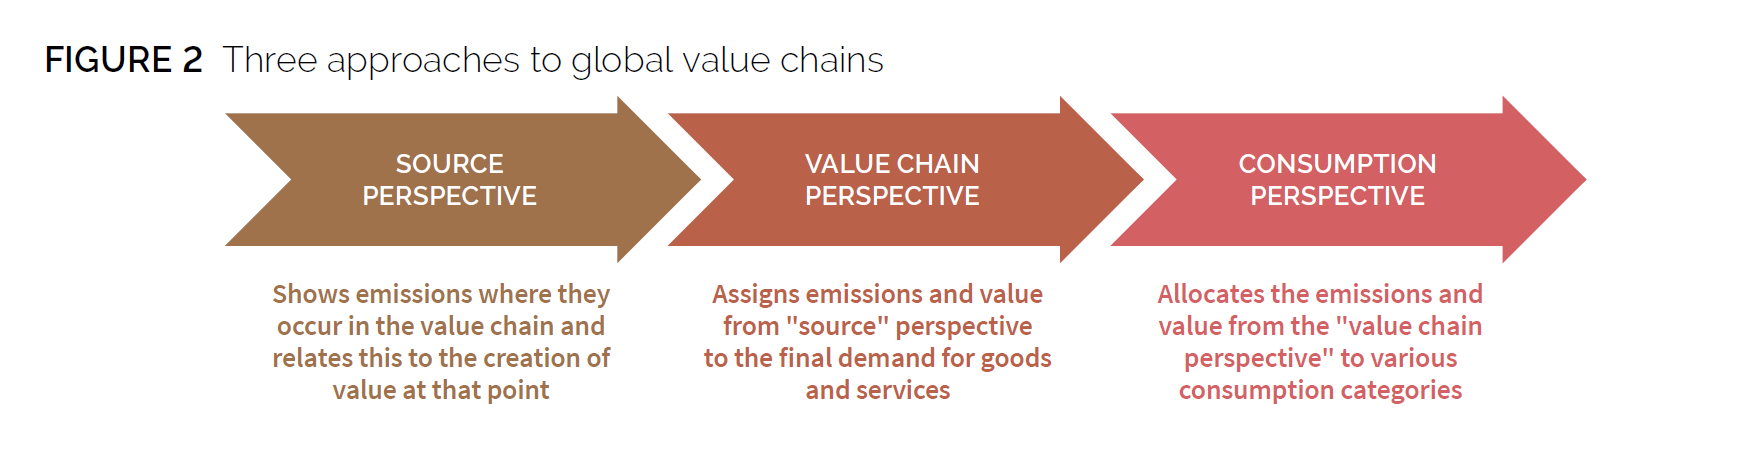 FIGURE 2 Three approaches to global value chains
SOURCE
PERSPECTIVE
Shows emissions where they
occur in the value chain and
relates this to the creation of
value at that point
VALUE CHAIN
PERSPECTIVE
Assigns emissions and value
from "source" perspective
to the final demand for goods
and services
CONSUMPTION
PERSPECTIVE
Allocates the emissions and
value from the "value chain
perspective" to various
consumption categories